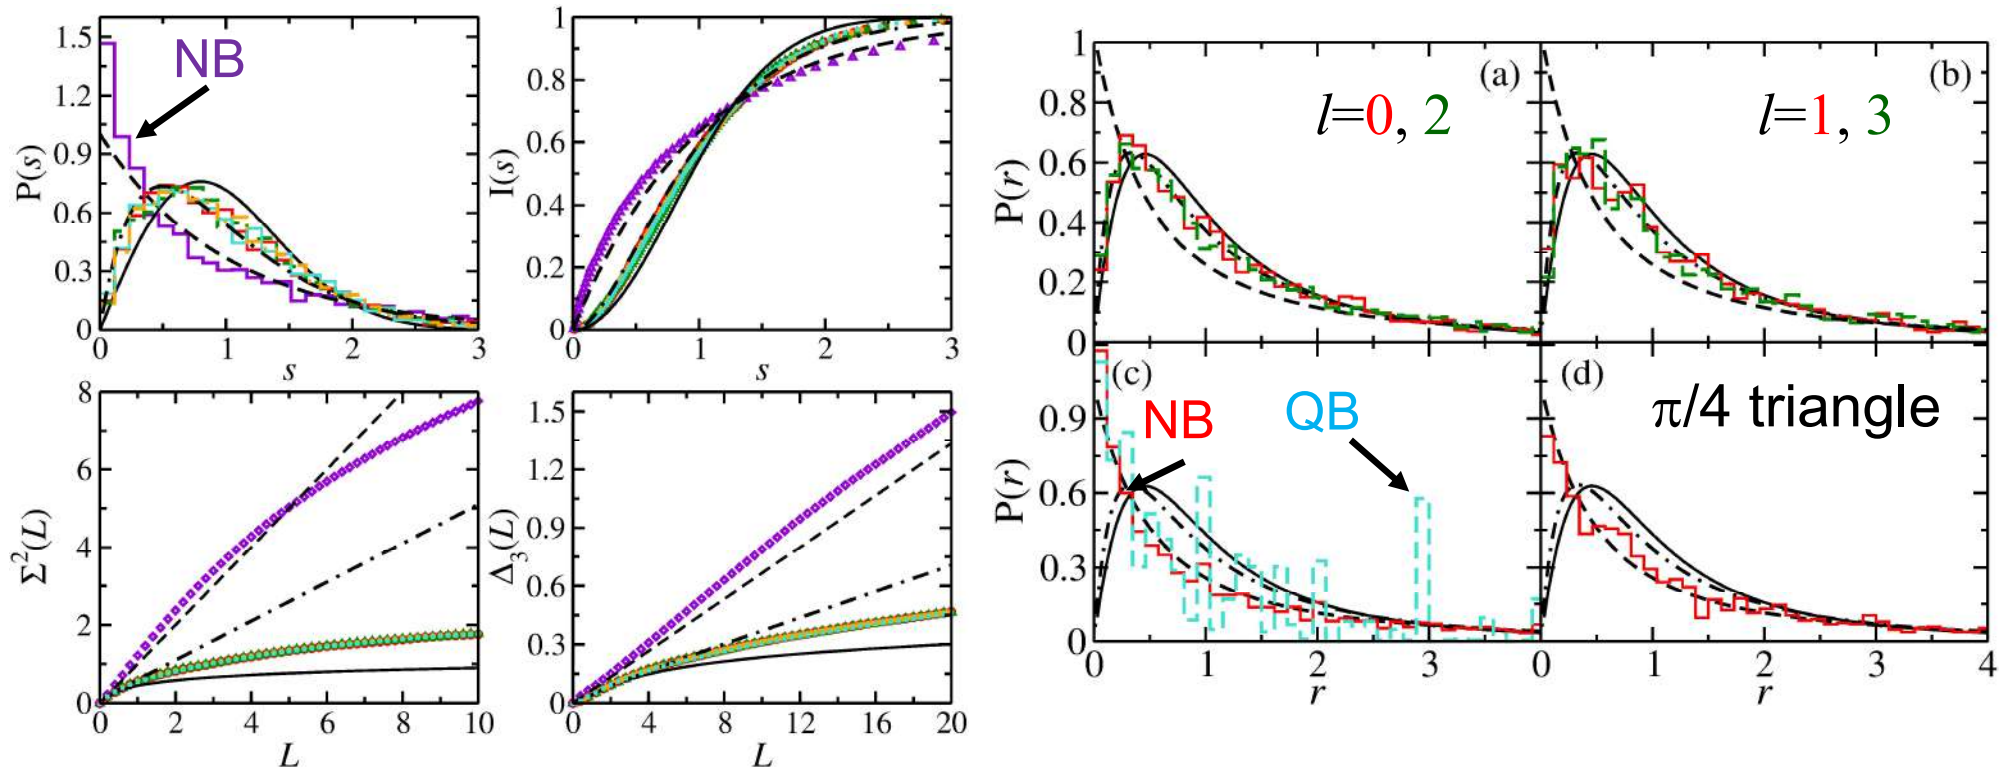 P(s)
1.5
1.2
0.9
0.6
0.3
0
NB
0 1 2 3
s
I(s)
1
0.8
0.6
0.4
0.2
0
0 1 2 3
s
Σ²(L)
8
6
4
2
0
0 2 4 6 8 10
L
Δ₃(L)
1.5
1.2
0.9
0.6
0.3
0
0 4 8 12 16 20
L
P(r)
1
0.8
0.6
0.4
0.2
0
(a)
l=0, 2
(b)
l=1, 3
P(r)
0.9
0.6
0.3
0
(c)
NB
QB
(d)
π/4 triangle
0 1 2 3
r
0 1 2 3 4
r